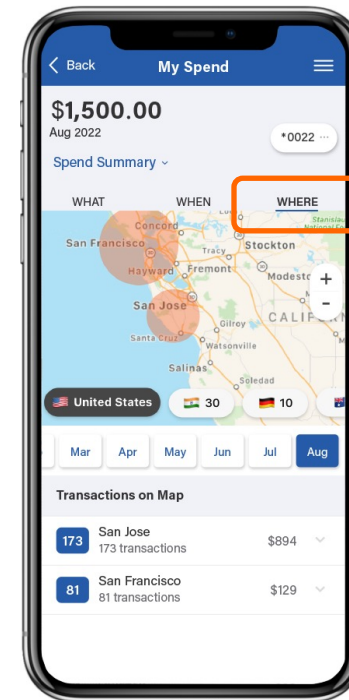 Back My Spend
$1,500.00
Aug 2022
*0022 ...
Spend Summary
WHAT WHEN WHERE
Concord
San Francisco Tracy Stockton
Hayward Fremont Modesto +
San Jose -
Gilroy CALIFORN
Santa Cruz Watsonville
Salinas
Soledad
United States 30 10
Mar Apr May Jun Jul Aug
Transactions on Map
173 San Jose $894
173 transactions
81 San Francisco $129
81 transactions